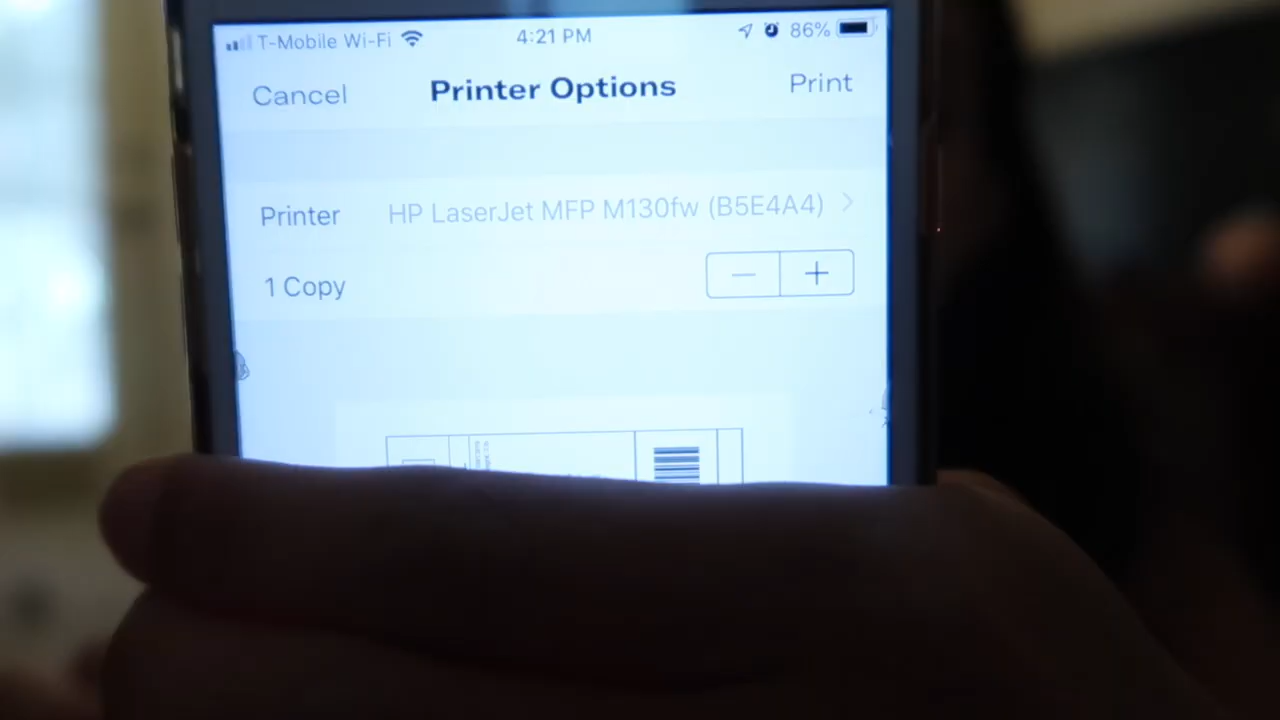 T-Mobile Wi-Fi 4:21 PM 86%
Cancel Printer Options Print
Printer HP LaserJet MFP M130fw (B5E4A4)
1 Copy − +